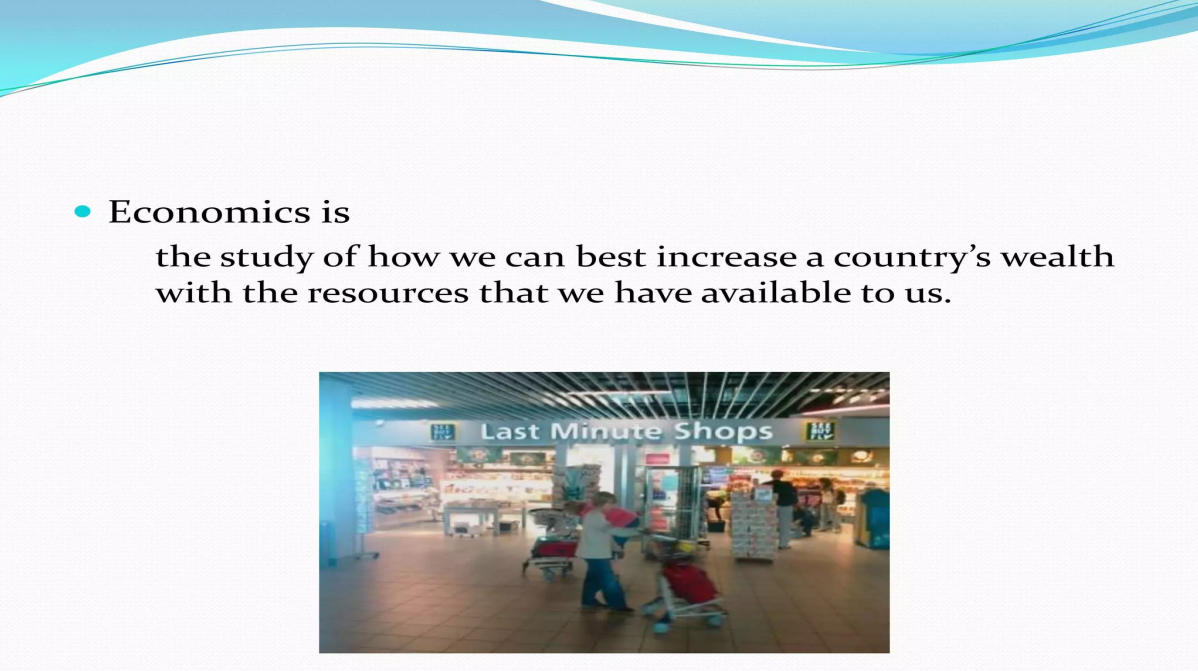 Economics is
the study of how we can best increase a country’s wealth
with the resources that we have available to us.
SEE BUY FLY Last Minute Shops SEE BUY FLY